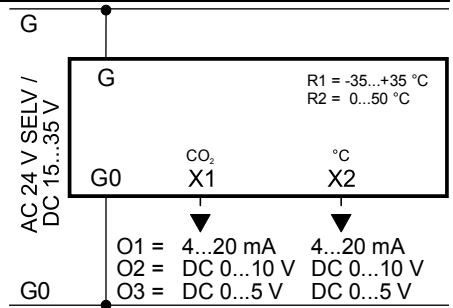 G
AC 24 V SELV /
DC 15...35 V
G
R1 = -35...+35 °C
R2 = 0...50 °C
CO₂
°C
G0
X1
X2
O1 = 4...20 mA 4...20 mA
O2 = DC 0...10 V DC 0...10 V
O3 = DC 0...5 V DC 0...5 V
G0